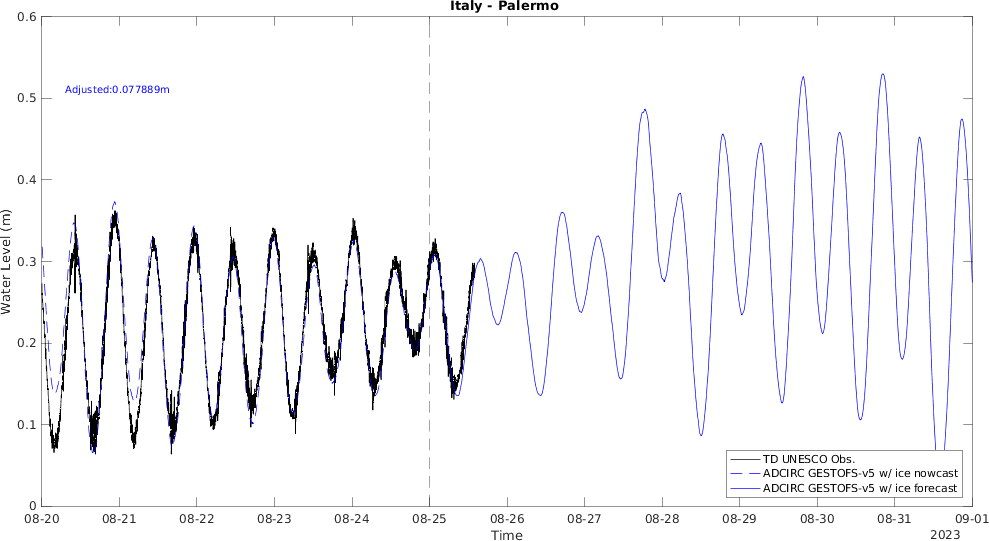 Italy - Palermo
0.6
0.5
0.4
0.3
0.2
0.1
0
Water Level (m)
Adjusted:0.077889m
TD UNESCO Obs.
ADCIRC GESTOFS-v5 w/ ice nowcast
ADCIRC GESTOFS-v5 w/ ice forecast
08-20 08-21 08-22 08-23 08-24 08-25 08-26 08-27 08-28 08-29 08-30 08-31 09-01
Time
2023